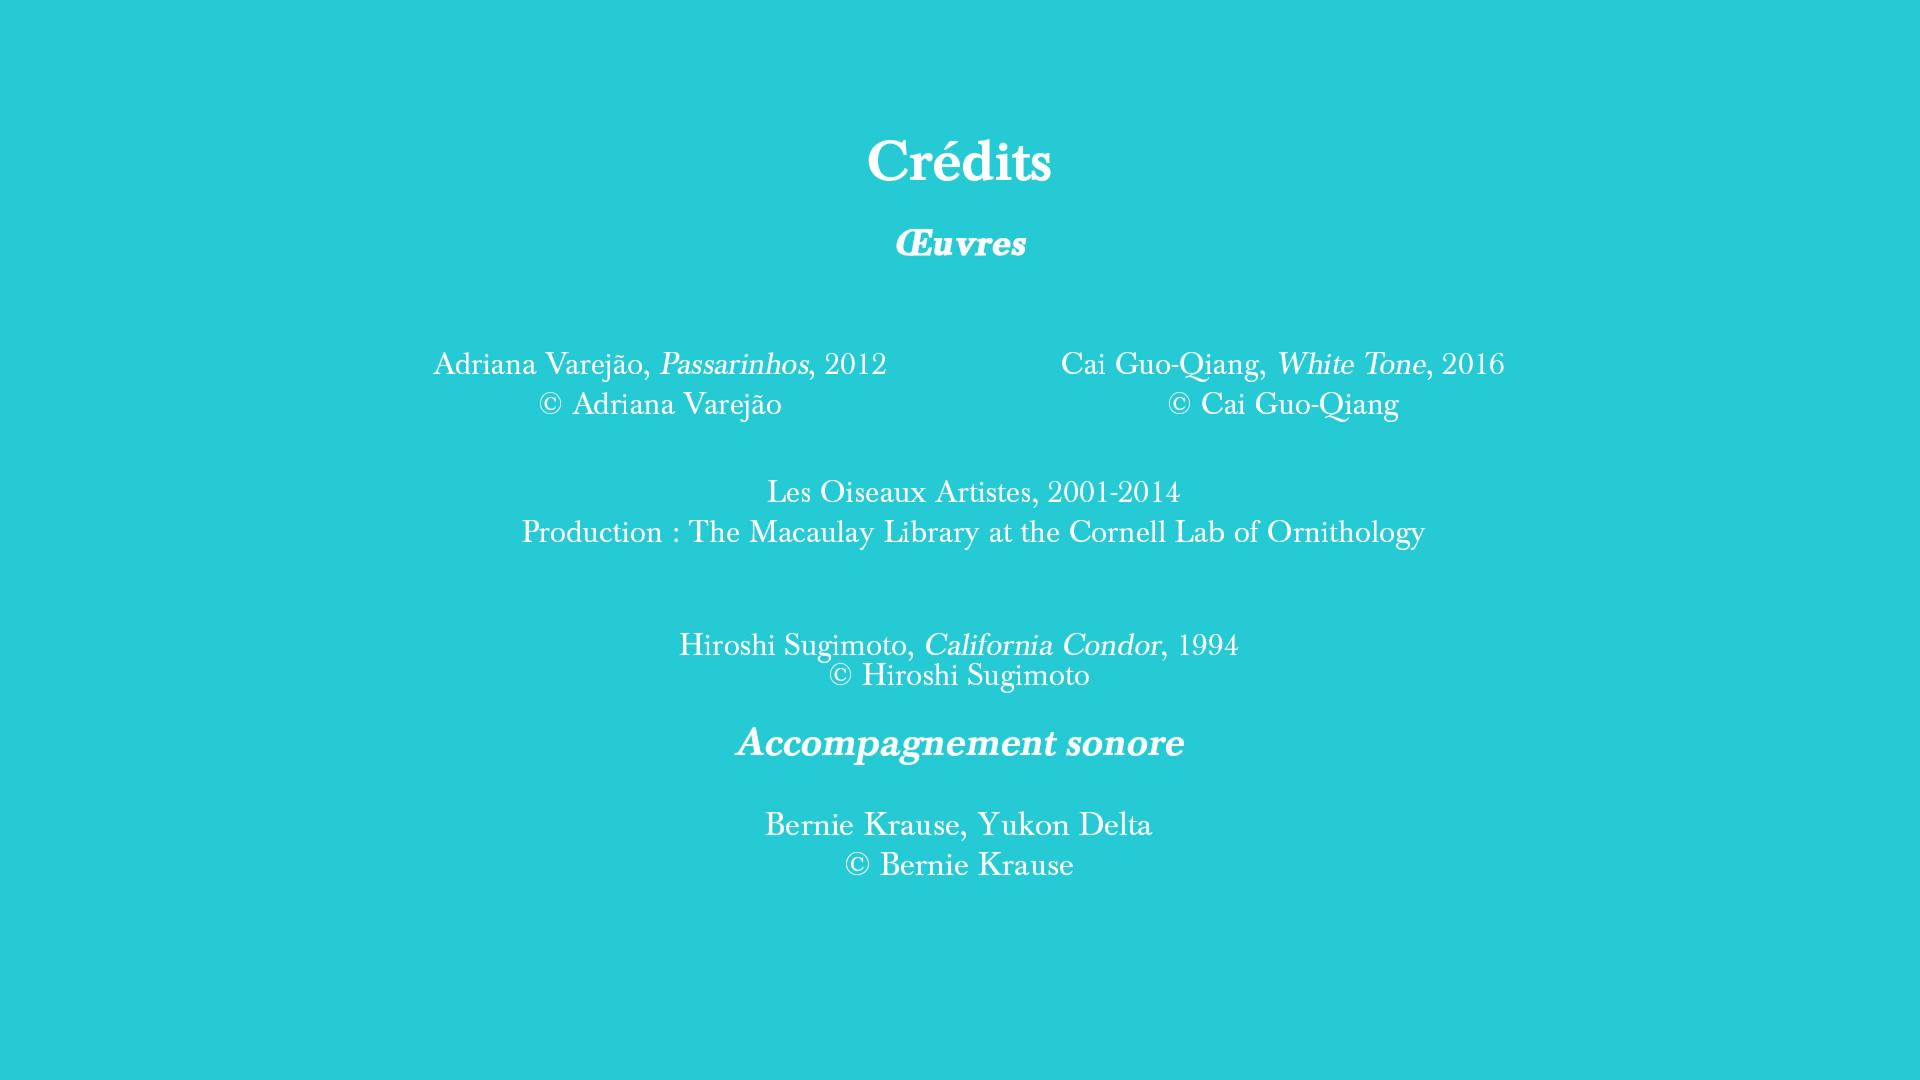 Crédits
Œuvres
Adriana Varejão, Passarinhos, 2012
© Adriana Varejão
Cai Guo-Qiang, White Tone, 2016
© Cai Guo-Qiang
Les Oiseaux Artistes, 2001-2014
Production : The Macaulay Library at the Cornell Lab of Ornithology
Hiroshi Sugimoto, California Condor, 1994
© Hiroshi Sugimoto
Accompagnement sonore
Bernie Krause, Yukon Delta
© Bernie Krause